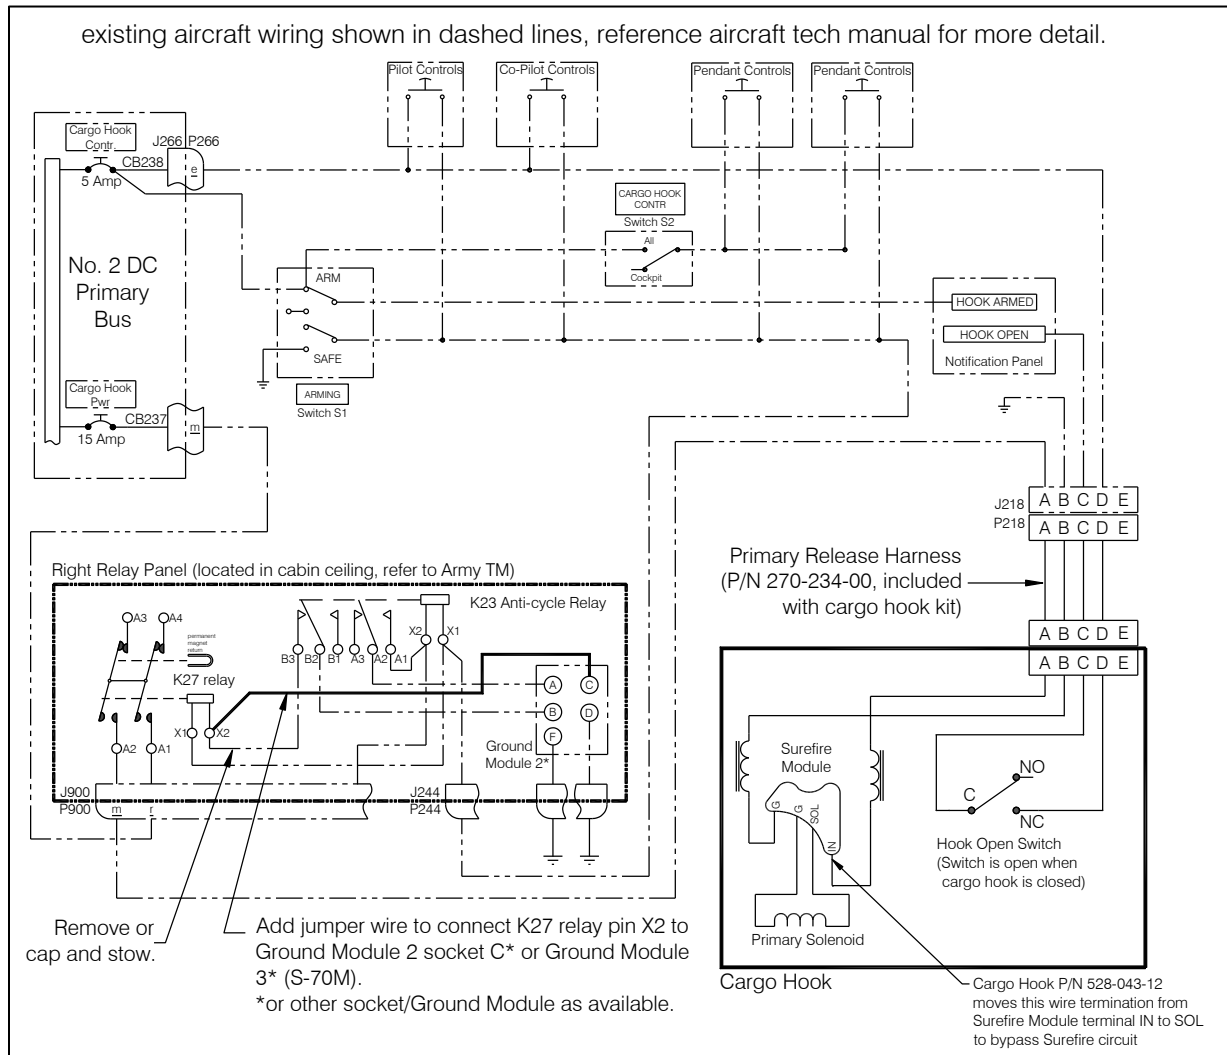 existing aircraft wiring shown in dashed lines, reference aircraft tech manual for more detail.
Pilot Controls
Co-Pilot Controls
Pendant Controls
Pendant Controls
Cargo Hook
Contr.
J266 P266
CB238
e
5 Amp
CARGO HOOK
CONTR
Switch S2
All
Cockpit
No. 2 DC
Primary
Bus
ARM
SAFE
ARMING
Switch S1
HOOK ARMED
HOOK OPEN
Notification Panel
Cargo Hook
Pwr
CB237
m
15 Amp
J218
A B C D E
P218
A B C D E
Primary Release Harness
(P/N 270-234-00, included
with cargo hook kit)
Right Relay Panel (located in cabin ceiling, refer to Army TM)
K23 Anti-cycle Relay
A3
A4
permanent
magnet
return
K27 relay
X2
X1
B3
B2
B1
A3
A2
A1
X1
X2
A2
A1
A
C
B
D
F
Ground
Module 2*
J900
P900
m
r
J244
P244
A B C D E
A B C D E
Surefire
Module
G
G
SOL
IN
Primary Solenoid
NO
C
NC
Hook Open Switch
(Switch is open when
cargo hook is closed)
Cargo Hook
Remove or
cap and stow.
Add jumper wire to connect K27 relay pin X2 to
Ground Module 2 socket C* or Ground Module
3* (S-70M).
*or other socket/Ground Module as available.
Cargo Hook P/N 528-043-12
moves this wire termination from
Surefire Module terminal IN to SOL
to bypass Surefire circuit